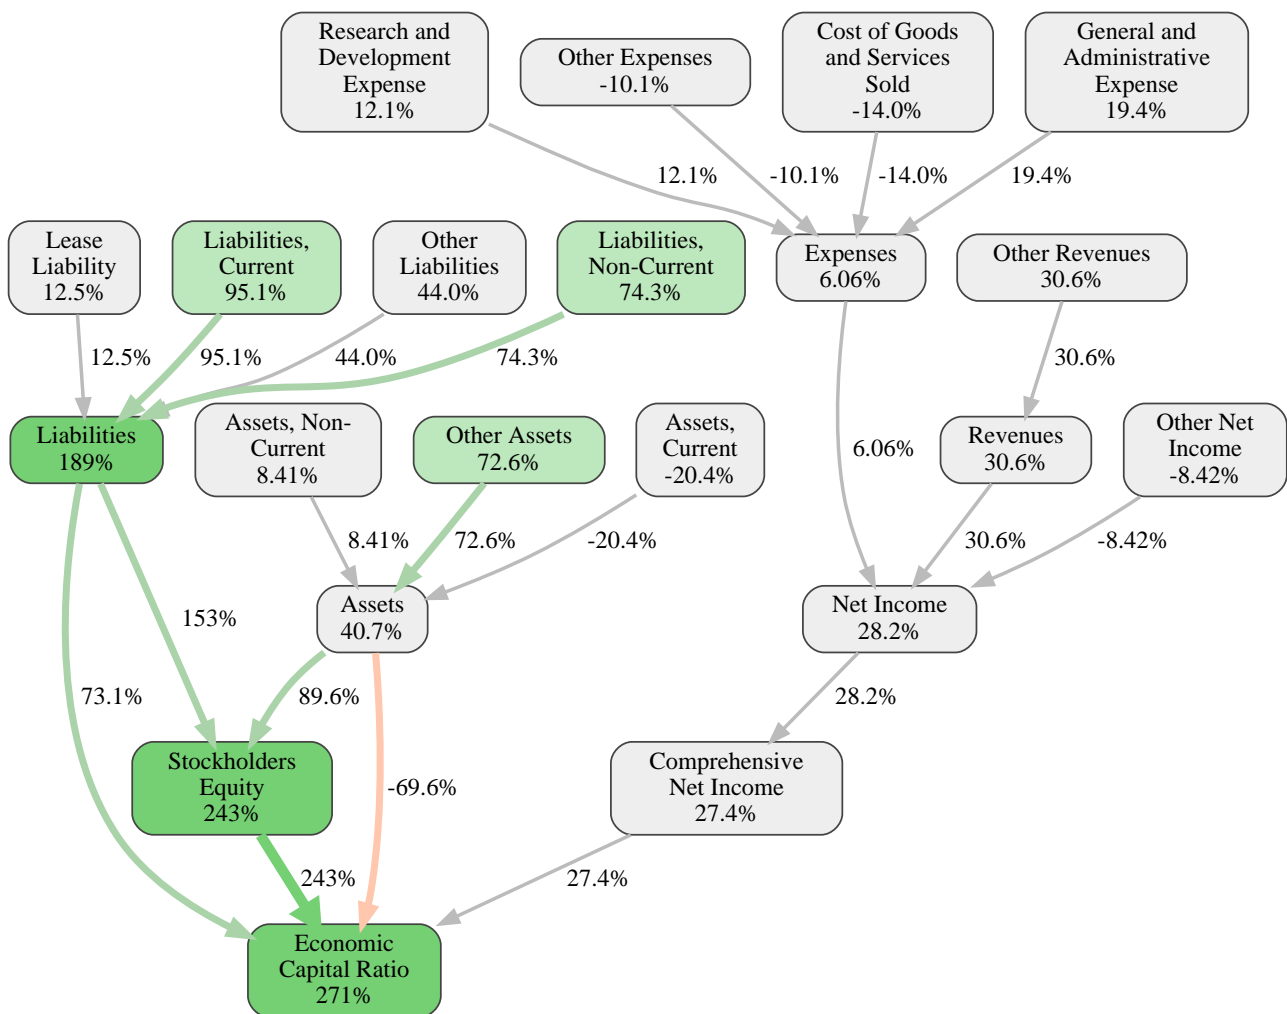 Research and
Development
Expense
12.1%
Other Expenses
-10.1%
Cost of Goods
and Services
Sold
-14.0%
General and
Administrative
Expense
19.4%
12.1%
-10.1%
-14.0%
19.4%
Lease
Liability
12.5%
Liabilities,
Current
95.1%
Other
Liabilities
44.0%
Liabilities,
Non-Current
74.3%
Expenses
6.06%
Other Revenues
30.6%
12.5%
95.1%
44.0%
74.3%
30.6%
Liabilities
189%
Assets, Non-
Current
8.41%
Other Assets
72.6%
Assets,
Current
-20.4%
6.06%
Revenues
30.6%
Other Net
Income
-8.42%
8.41%
72.6%
-20.4%
30.6%
-8.42%
153%
Assets
40.7%
Net Income
28.2%
73.1%
89.6%
28.2%
Stockholders
Equity
243%
-69.6%
Comprehensive
Net Income
27.4%
243%
27.4%
Economic
Capital Ratio
271%